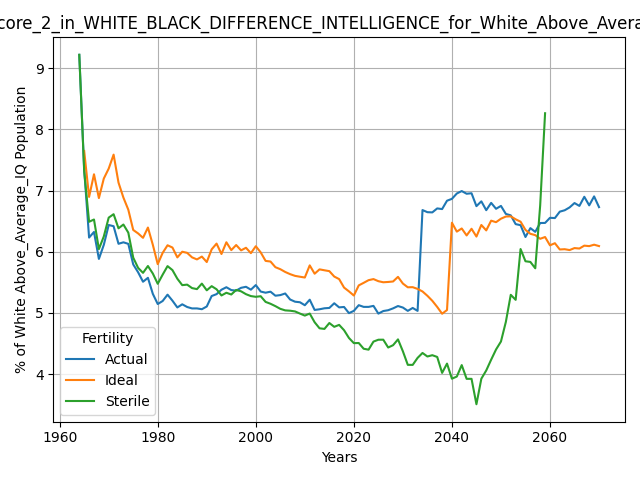 core_2_in_WHITE_BLACK_DIFFERENCE_INTELLIGENCE_for_White_Above_Avera
% of White Above_Average_IQ Population
9
8
7
6
5
4
Fertility
Actual
Ideal
Sterile
1960
1980
2000
2020
2040
2060
Years